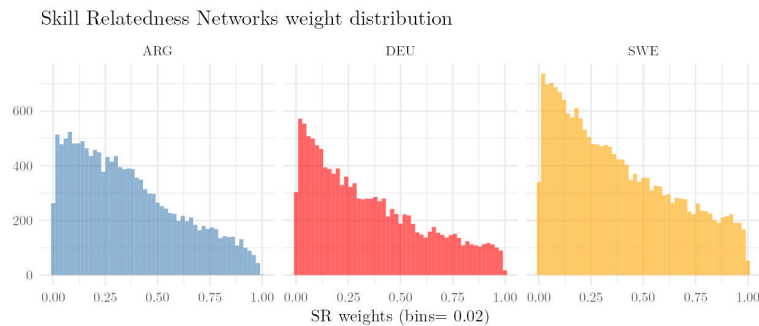 Skill Relatedness Networks weight distribution
ARG DEU SWE
600
400
200
0
0.00 0.25 0.50 0.75 1.00 0.00 0.25 0.50 0.75 1.00 0.00 0.25 0.50 0.75 1.00
SR weights (bins= 0.02)